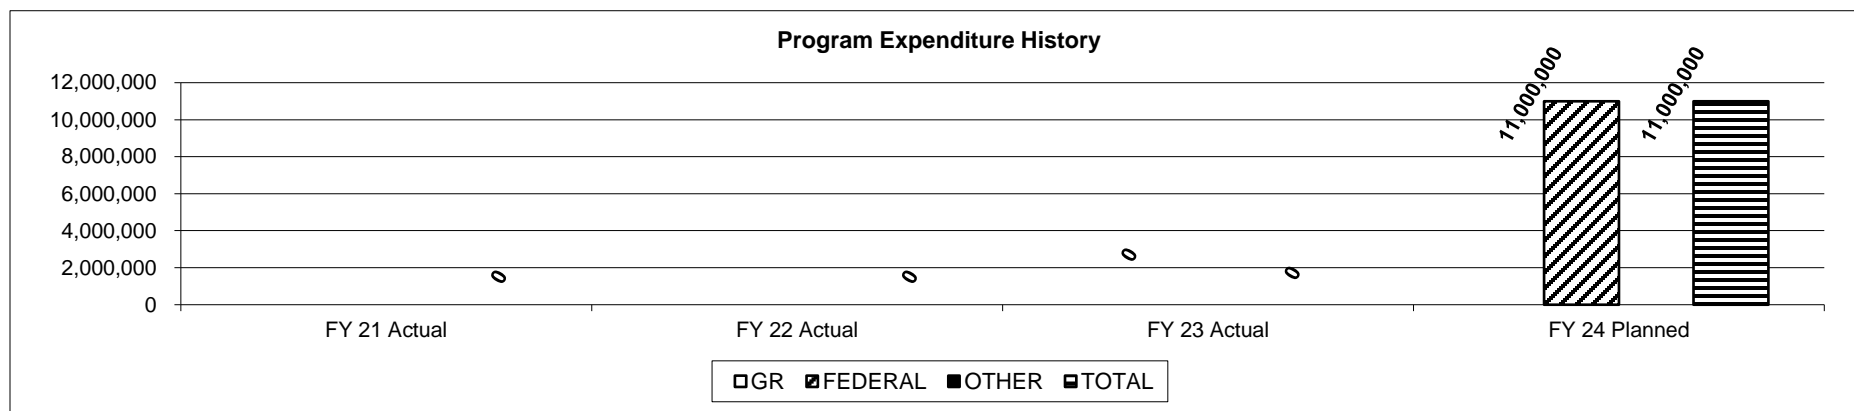 Program Expenditure History
12,000,000
10,000,000
8,000,000
6,000,000
4,000,000
2,000,000
0
0
0
0
0
11,000,000
11,000,000
FY 21 Actual
FY 22 Actual
FY 23 Actual
FY 24 Planned
GR FEDERAL OTHER TOTAL